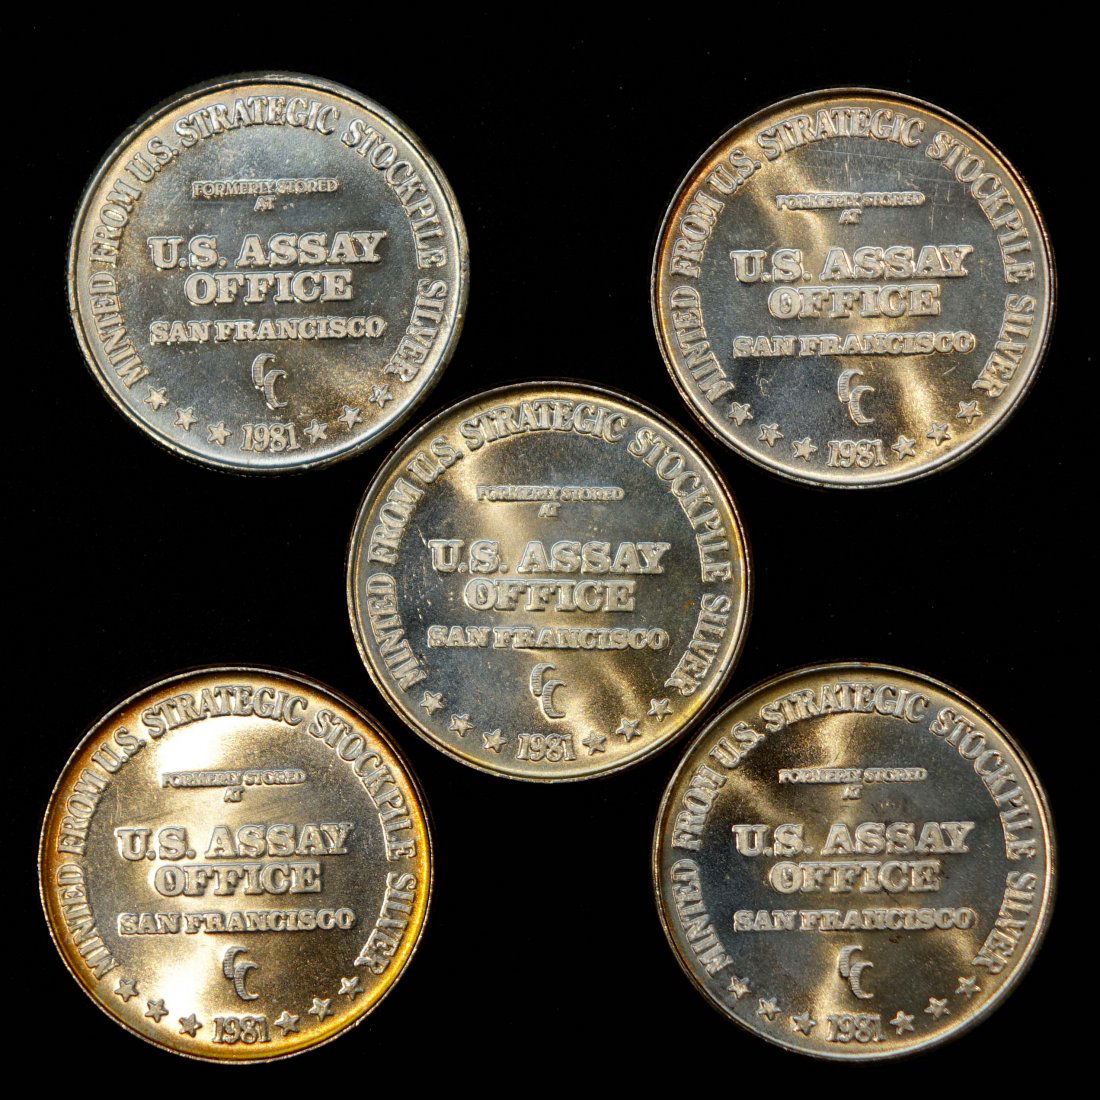 MINTED FROM U.S. STRATEGIC STOCKPILE SILVER
FORMERLY STORED
AT
U.S. ASSAY
OFFICE
SAN FRANCISCO
CC
1981
MINTED FROM U.S. STRATEGIC STOCKPILE SILVER
FORMERLY STORED
AT
U.S. ASSAY
OFFICE
SAN FRANCISCO
CC
1981
MINTED FROM U.S. STRATEGIC STOCKPILE SILVER
FORMERLY STORED
AT
U.S. ASSAY
OFFICE
SAN FRANCISCO
CC
1981
MINTED FROM U.S. STRATEGIC STOCKPILE SILVER
FORMERLY STORED
AT
U.S. ASSAY
OFFICE
SAN FRANCISCO
CC
1981
MINTED FROM U.S. STRATEGIC STOCKPILE SILVER
FORMERLY STORED
AT
U.S. ASSAY
OFFICE
SAN FRANCISCO
CC
1981